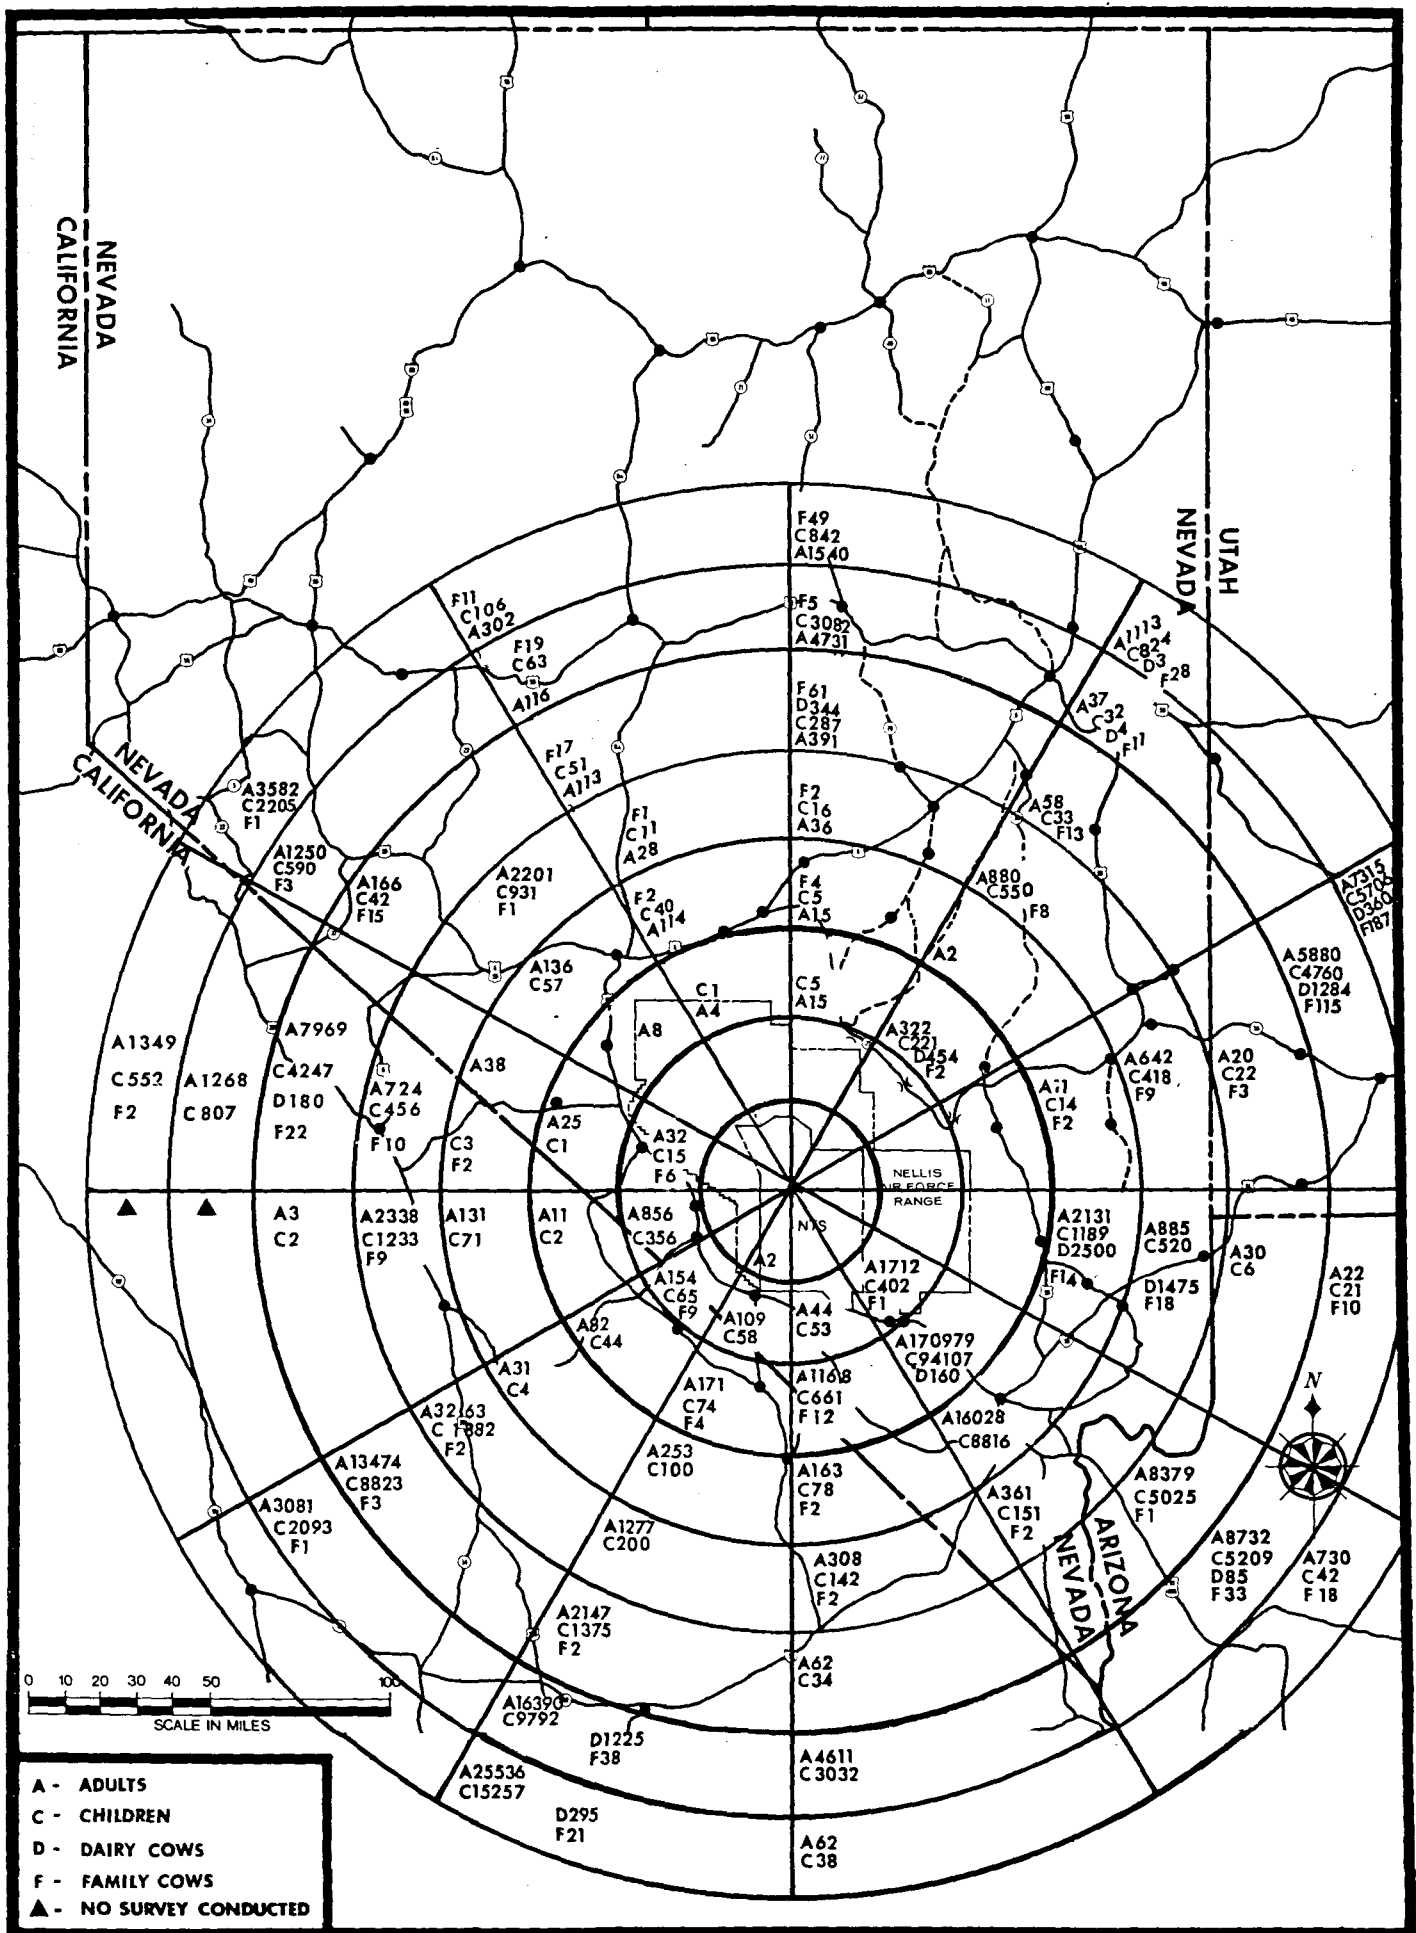 NEVADA
CALIFORNIA
UTAH
NEVADA
NEVADA
CALIFORNIA
F49
C842
A1540
F11
C106
A302
F5
C3082
A4731
F19
C63
A116
A1113
C824
D3
F28
F61
D344
C287
A391
A37
C32
D4
F11
F17
C51
A113
A3582
C2205
F1
F2
C16
A36
A58
C33
F13
F1
C11
A28
A1250
C590
F3
A166
C42
F15
A2201
C931
F1
F2
C40
A114
F4
C5
A15
A880
C550
F8
A7315
C5706
D360
F187
A136
C57
A2
A5880
C4760
D1284
F115
C1
A4
C5
A15
A8
A322
C221
D454
F2
A1349
C552
F2
A1268
C807
A7969
C4247
D180
F22
A724
C456
F10
A38
C3
F2
A25
C1
A32
C15
F6
A11
C14
F2
A642
C418
F9
A20
C22
F3
NELLIS
AIR FORCE
RANGE
NTS
A3
C2
A2338
C1233
F9
A131
C71
A11
C2
A856
C356
A2
A2131
C1189
D2500
F14
A885
C520
D1475
F18
A30
C6
A22
C21
F10
A154
C65
F9
A109
C58
A44
C53
A1712
C402
F1
A82
C44
A170979
C94107
D160
A31
C4
A171
C74
F4
A1168
C661
F12
A16028
C8816
N
A32163
C1882
F2
A253
C100
A163
C78
F2
A13474
C8823
F3
A361
C151
F2
A8379
C5025
F1
A3081
C2093
F1
A1277
C200
A308
C142
F2
ARIZONA
NEVADA
A8732
C5209
D85
F33
A730
C42
F18
A2147
C1375
F2
A62
C34
A16390
C9792
D1225
F38
A4611
C3032
A25536
C15257
D295
F21
A62
C38
0 10 20 30 40 50 100
SCALE IN MILES
A - ADULTS
C - CHILDREN
D - DAIRY COWS
F - FAMILY COWS
▲ - NO SURVEY CONDUCTED